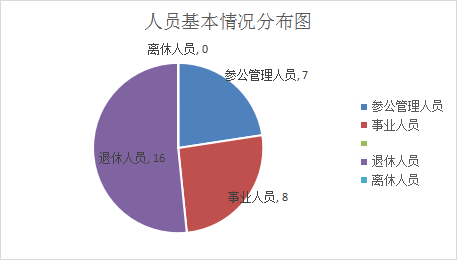 人员基本情况分布图
离休人员, 0
参公管理人员, 7
退休人员, 16
事业人员, 8
参公管理人员
事业人员
退休人员
离休人员